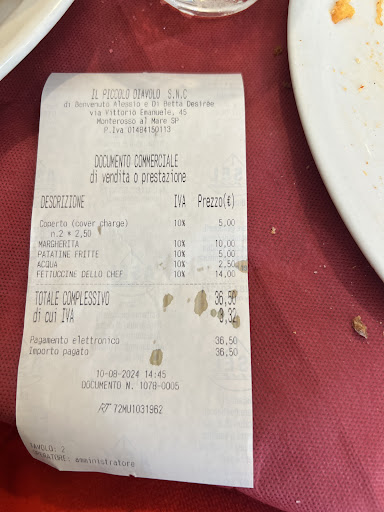 IL PICCOLO DIAVOLO S.N.C
di Benvenuto Alessio e Di Betta Desiree
via Vittorio Emanuele, 45
Monterosso al Mare SP
P.Iva 01484150113
DOCUMENTO COMMERCIALE
di vendita o prestazione
DESCRIZIONE IVA Prezzo(€)
Coperto (cover charge) 10% 5,00
n.2 * 2,50
MARGHERITA 10% 10,00
PATATINE FRITTE 10% 5,00
ACQUA 10% 2,50
FETTUCCINE DELLO CHEF 10% 14,00
TOTALE COMPLESSIVO 36,50
di cui IVA 3,32
Pagamento elettronico 36,50
Importo pagato 36,50
10-08-2024 14:45
DOCUMENTO N. 1078-0005
RT 72MU1031962
TAVOLO: 2
OPERATORE: amministratore